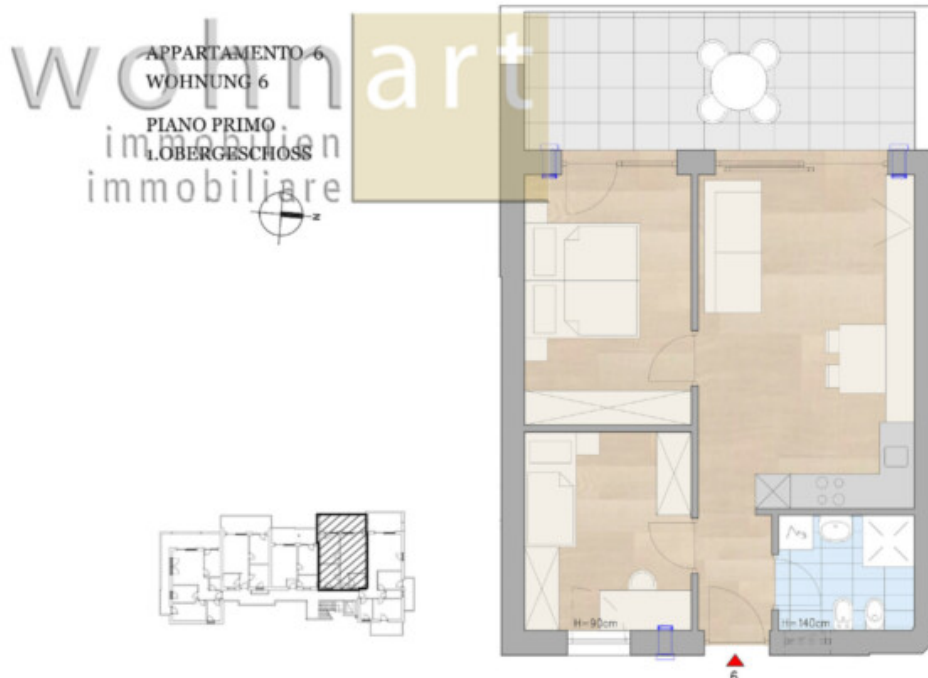 wohnart
APPARTAMENTO 6
WOHNUNG 6
PIANO PRIMO
immobilien
1.OBERGESCHOSS
immobiliare
N
H=90cm
H=140cm
6